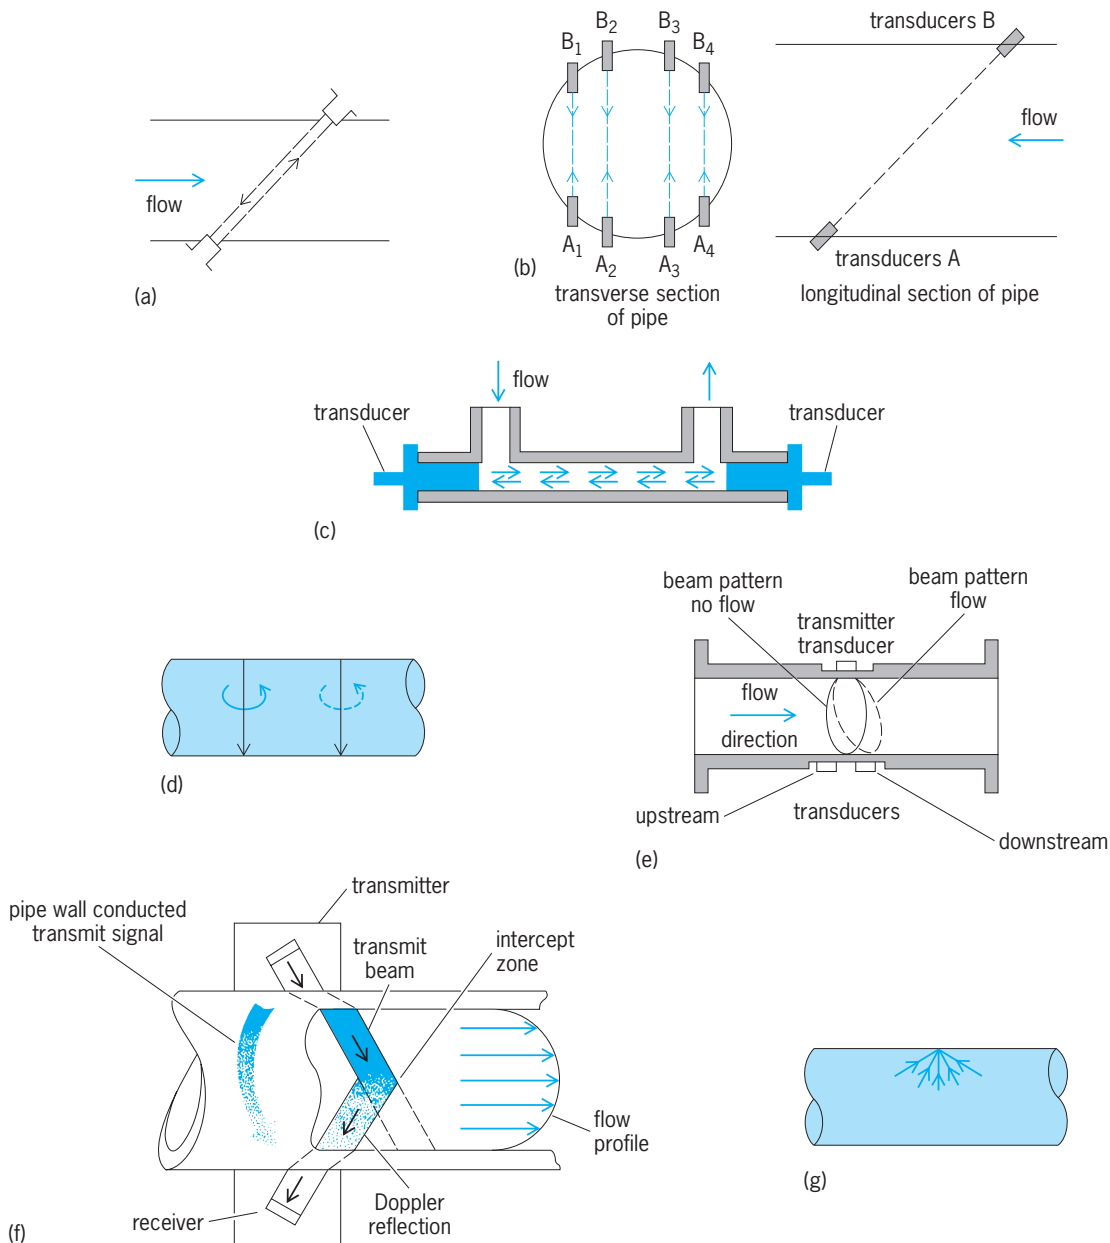 flow
(a)
B1
B2
B3
B4
A1
A2
A3
A4
(b)
transverse section
of pipe
transducers B
flow
transducers A
longitudinal section of pipe
flow
transducer
transducer
(c)
(d)
beam pattern
no flow
beam pattern
flow
transmitter
transducer
flow
direction
upstream
transducers
downstream
(e)
transmitter
pipe wall conducted
transmit signal
transmit
beam
intercept
zone
flow
profile
Doppler
reflection
receiver
(f)
(g)